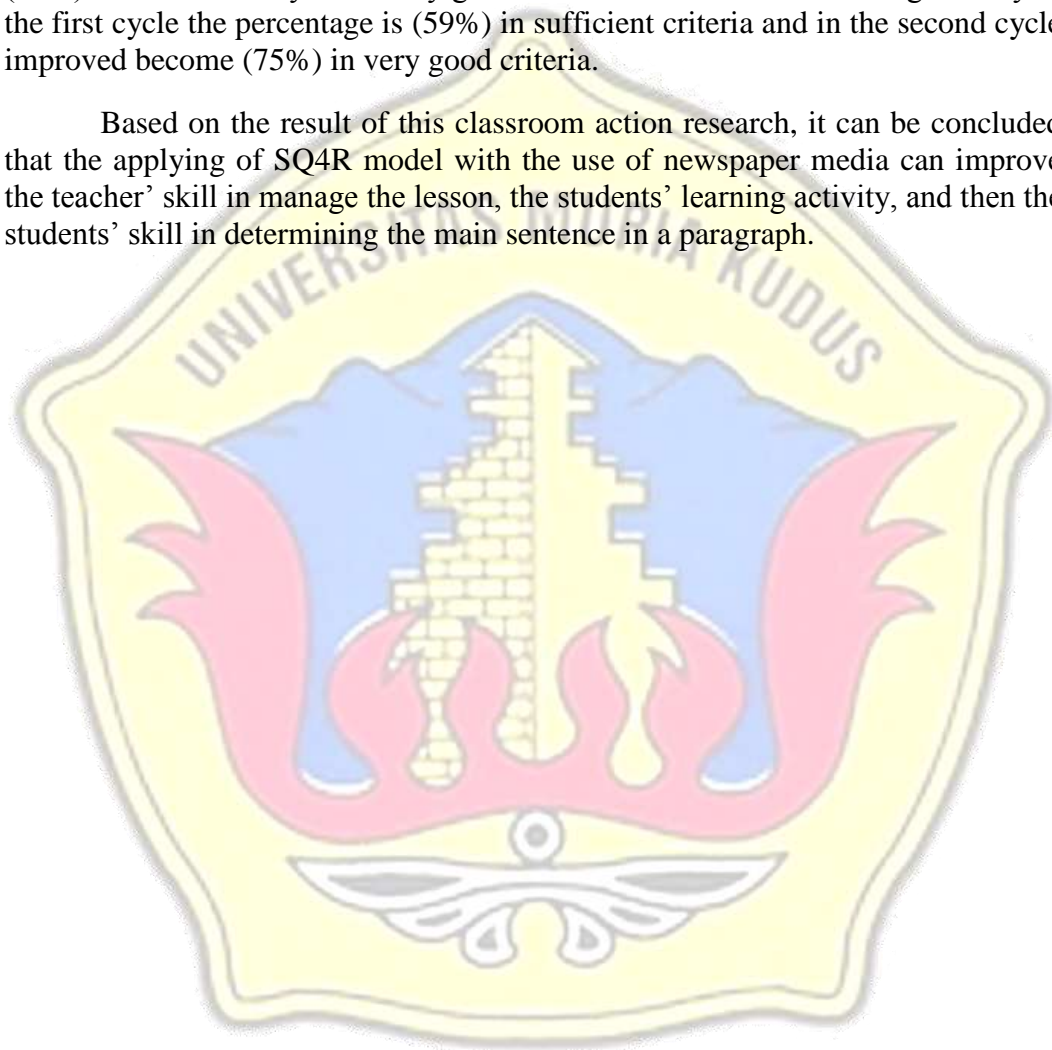 the first cycle the percentage is (59%) in sufficient criteria and in the second cycle
improved become (75%) in very good criteria.
Based on the result of this classroom action research, it can be concluded
that the applying of SQ4R model with the use of newspaper media can improve
the teacher’ skill in manage the lesson, the students’ learning activity, and then the
students’ skill in determining the main sentence in a paragraph.
UNIVERSITAS MURIA KUDUS